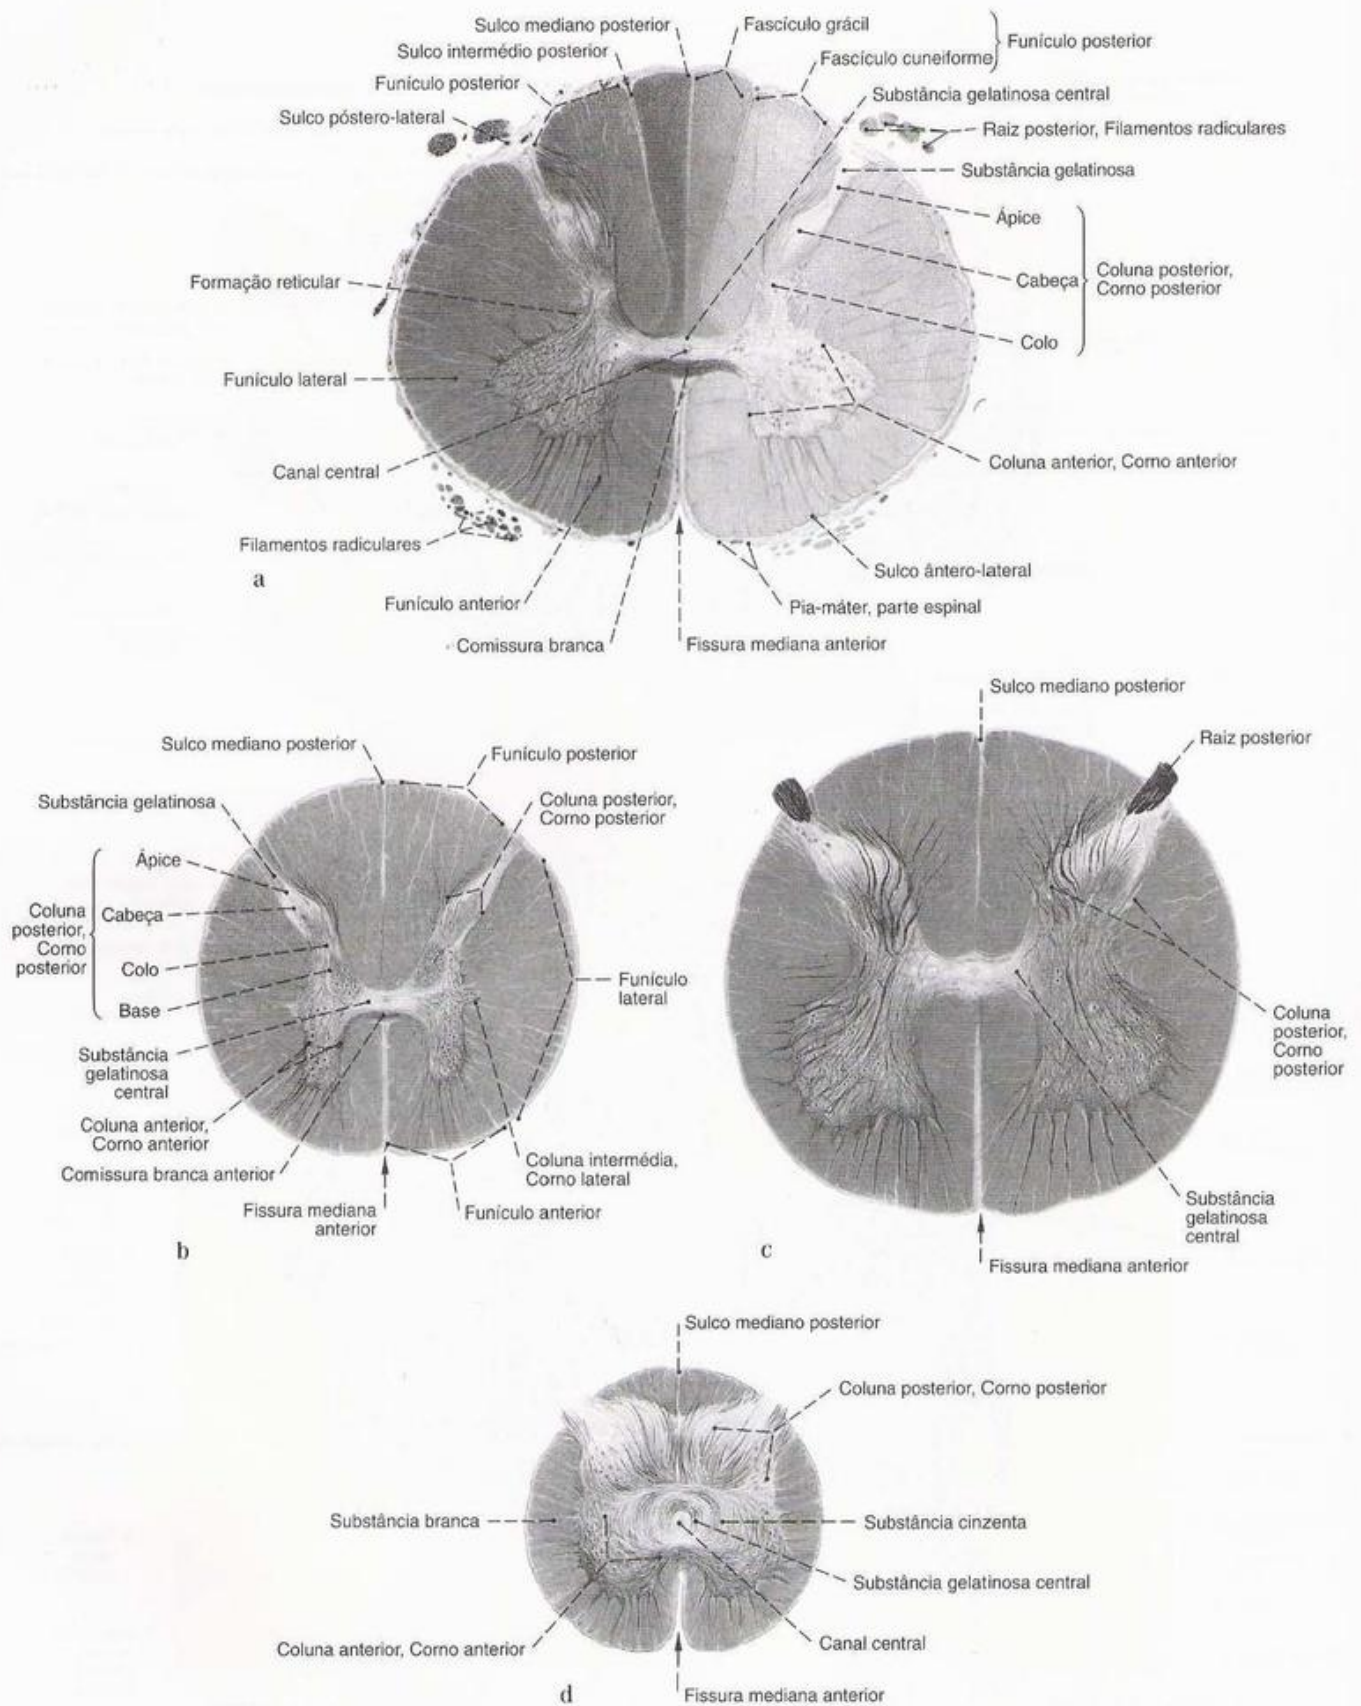 Sulco mediano posterior
Sulco intermédio posterior
Funículo posterior
Sulco póstero-lateral
Fascículo grácil
Fascículo cuneiforme
Funículo posterior
Substância gelatinosa central
Raiz posterior, Filamentos radiculares
Substância gelatinosa
Ápice
Cabeça
Colo
Coluna posterior,
Corno posterior
Formação reticular
Funículo lateral
Canal central
Filamentos radiculares
a
Funículo anterior
Comissura branca
Coluna anterior, Corno anterior
Sulco ântero-lateral
Pia-máter, parte espinal
Fissura mediana anterior
Sulco mediano posterior
Substância gelatinosa
Ápice
Cabeça
Colo
Base
Coluna
posterior,
Corno
posterior
Substância
gelatinosa
central
Coluna anterior,
Corno anterior
Comissura branca anterior
Fissura mediana
anterior
b
Funículo posterior
Coluna posterior,
Corno posterior
Funículo
lateral
Coluna intermédia,
Corno lateral
Funículo anterior
Sulco mediano posterior
Raiz posterior
Coluna
posterior,
Corno
posterior
Substância
gelatinosa
central
Fissura mediana anterior
c
Sulco mediano posterior
Coluna posterior, Corno posterior
Substância branca
Substância cinzenta
Substância gelatinosa central
Canal central
Coluna anterior, Corno anterior
Fissura mediana anterior
d